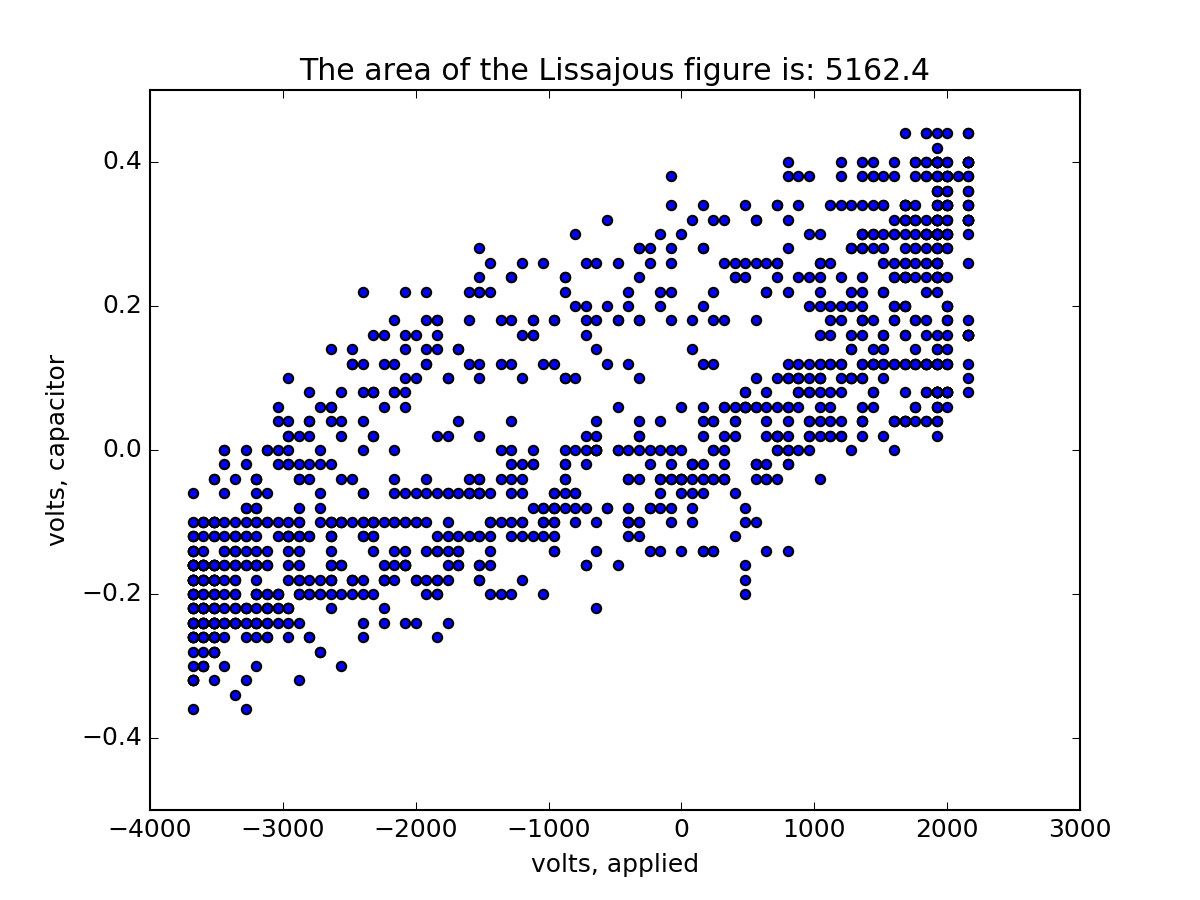 The area of the Lissajous figure is: 5162.4
0.4
0.2
0.0
−0.2
−0.4
volts, capacitor
−4000 −3000 −2000 −1000 0 1000 2000 3000
volts, applied